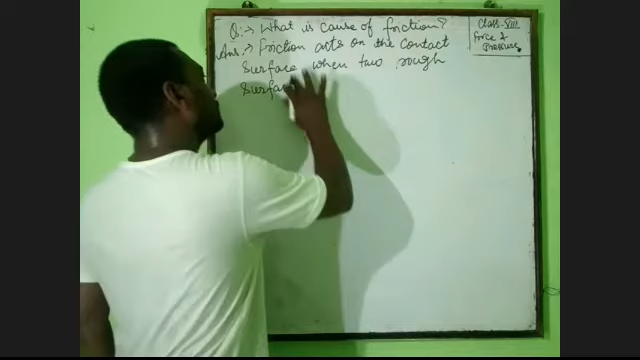 Q:-> What is cause of friction?
Ans.:-> Friction acts on the contact
surface when two rough
surfac
Class-VIII
Force &
Pressure